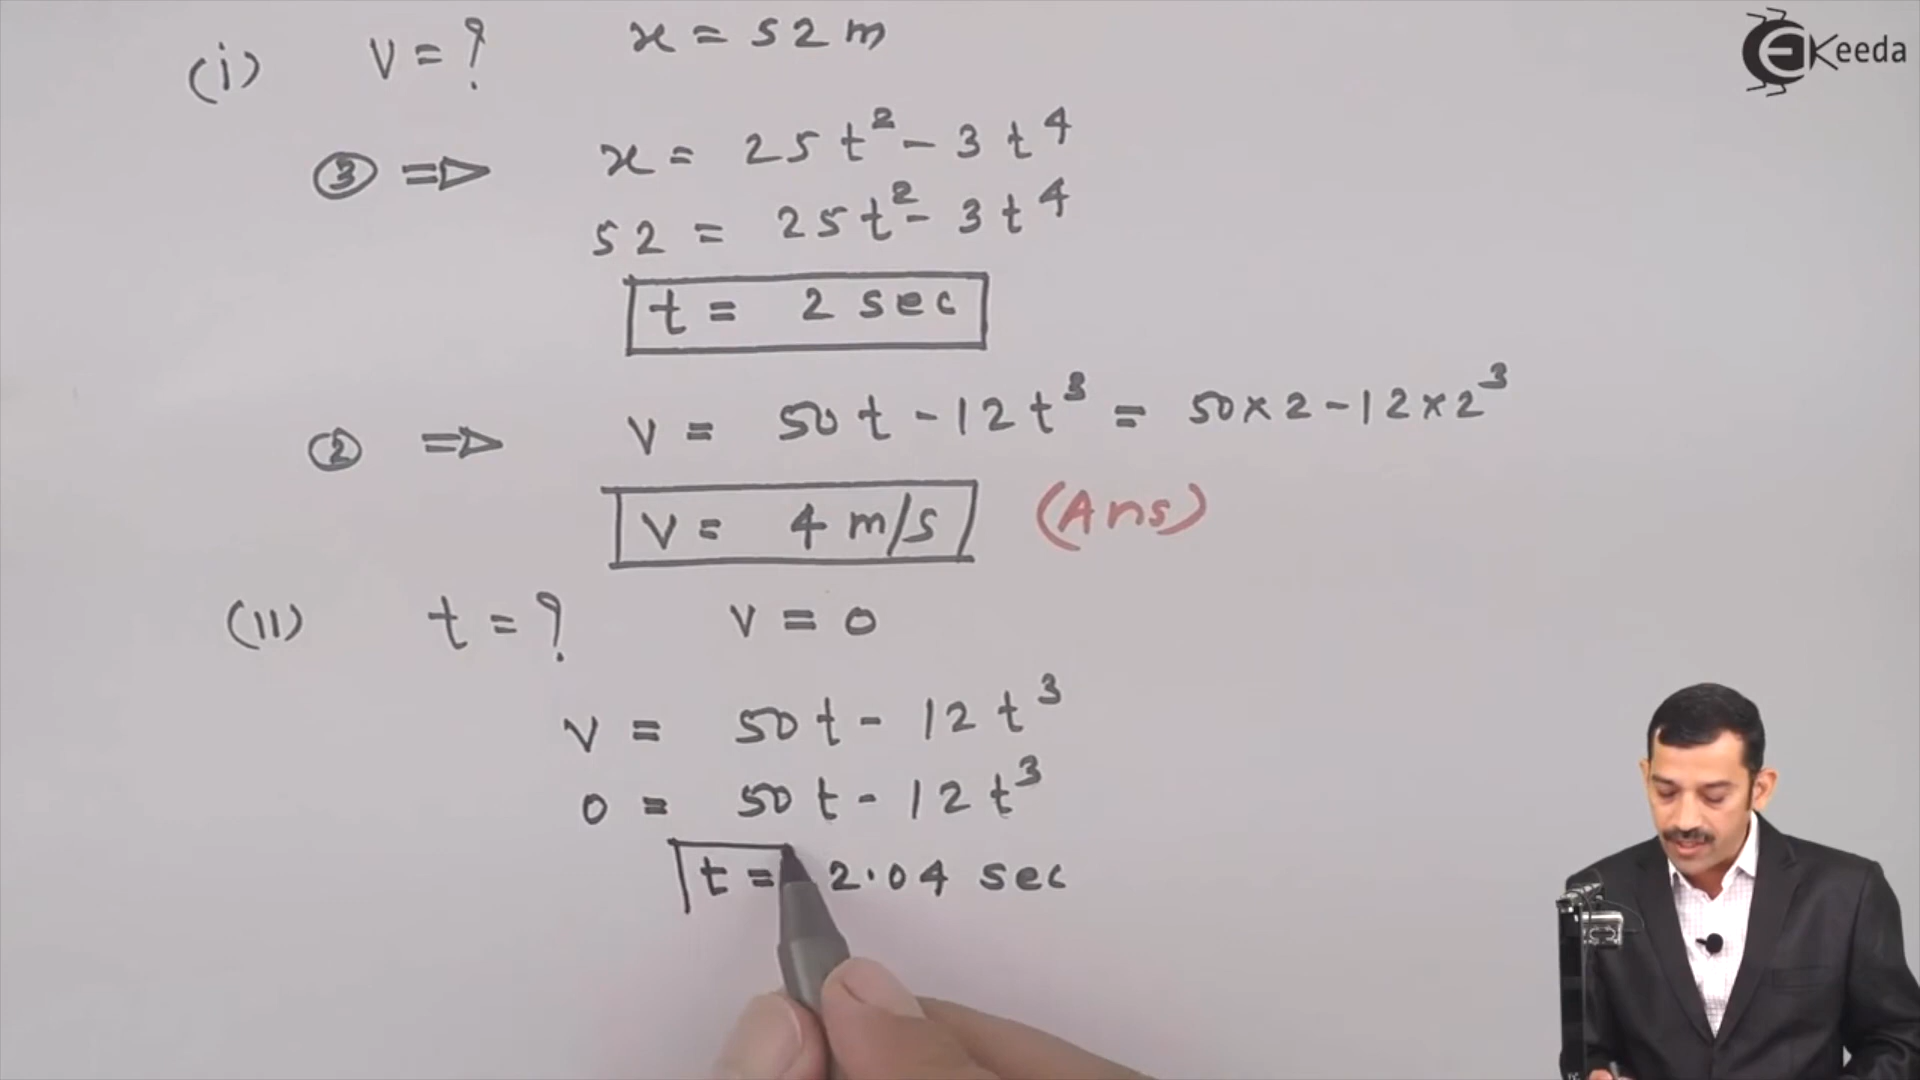 EKeeda
(i) v = ? x = 52 m
③ ⇒ x = 25t² - 3t⁴
52 = 25t² - 3t⁴
t = 2 sec
② ⇒ v = 50t - 12t³ = 50×2 - 12×2³
v = 4 m/s (Ans)
(II) t = ? v = 0
v = 50t - 12t³
0 = 50t - 12t³
t = 2.04 sec